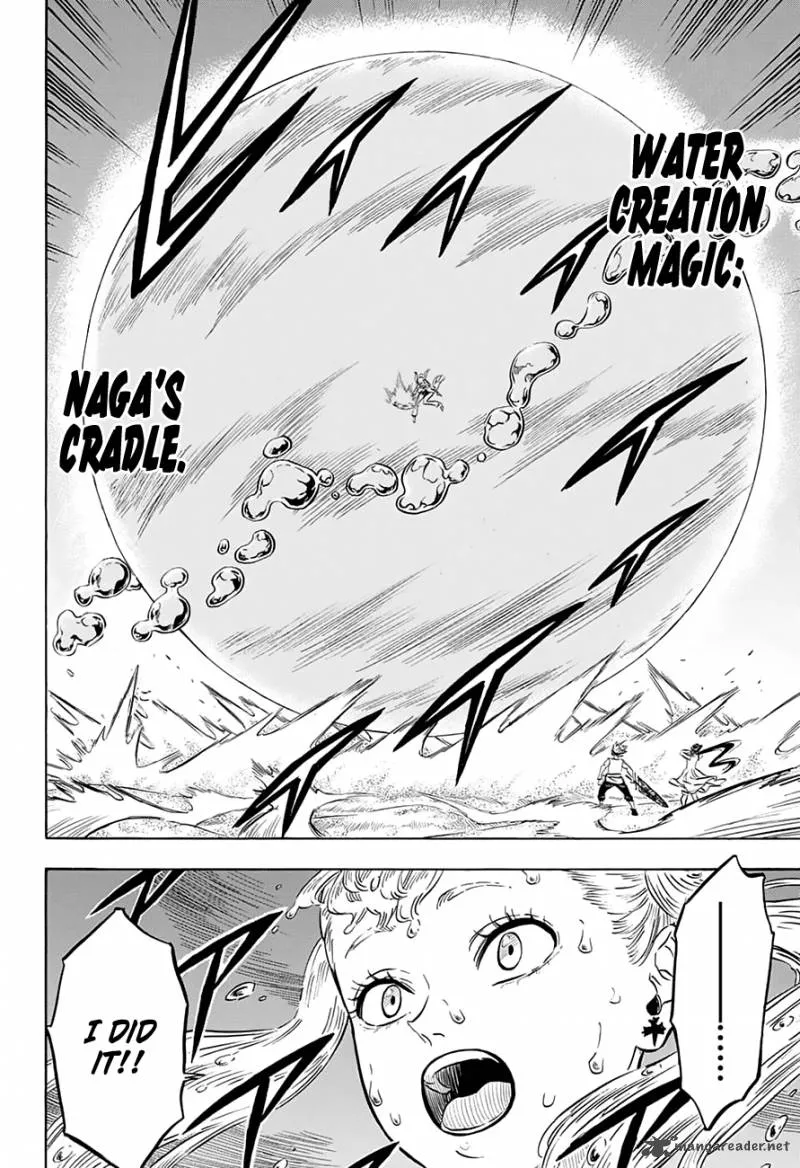 WATER
CREATION
MAGIC:
NAGA'S
CRADLE.
........
I DID
IT!!
mangareader.net